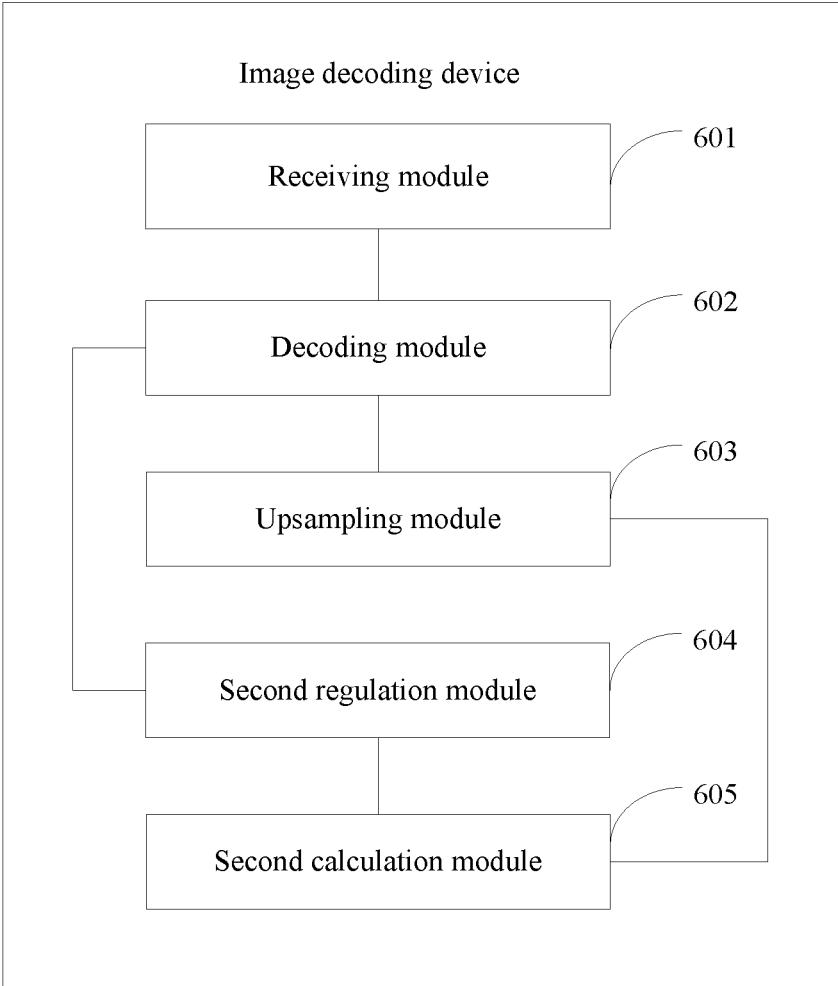 Image decoding device
601
Receiving module
602
Decoding module
603
Upsampling module
604
Second regulation module
605
Second calculation module